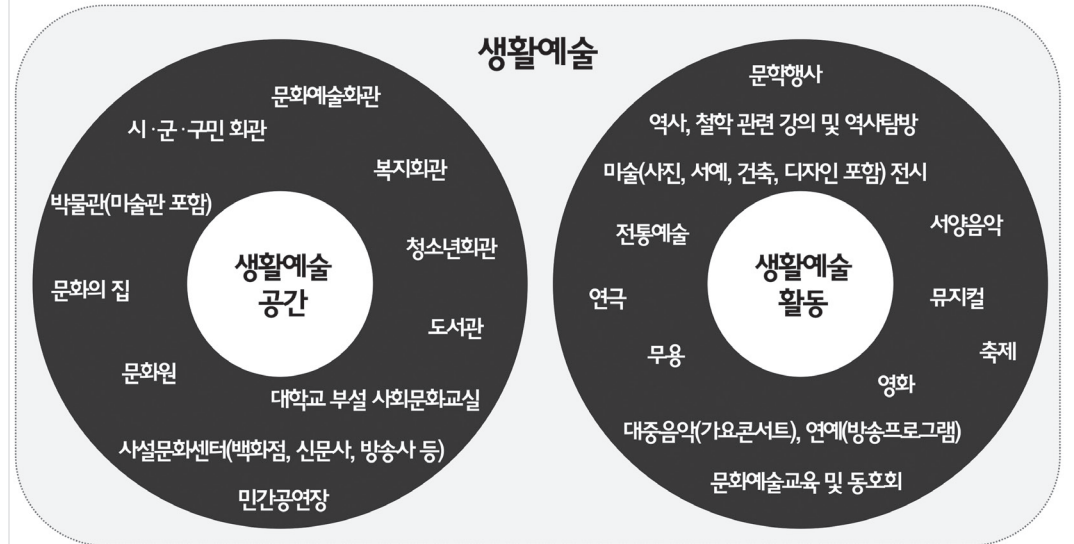 생활예술
문화예술회관
시·군·구민 회관
복지회관
박물관(미술관 포함)
청소년회관
생활예술
공간
문화의 집
도서관
문화원
대학교 부설 사회문화교실
사설문화센터(백화점, 신문사, 방송사 등)
민간공연장
문학행사
역사, 철학 관련 강의 및 역사탐방
미술(사진, 서예, 건축, 디자인 포함) 전시
전통예술
서양음악
생활예술
활동
연극
뮤지컬
무용
축제
영화
대중음악(가요콘서트), 연예(방송프로그램)
문화예술교육 및 동호회